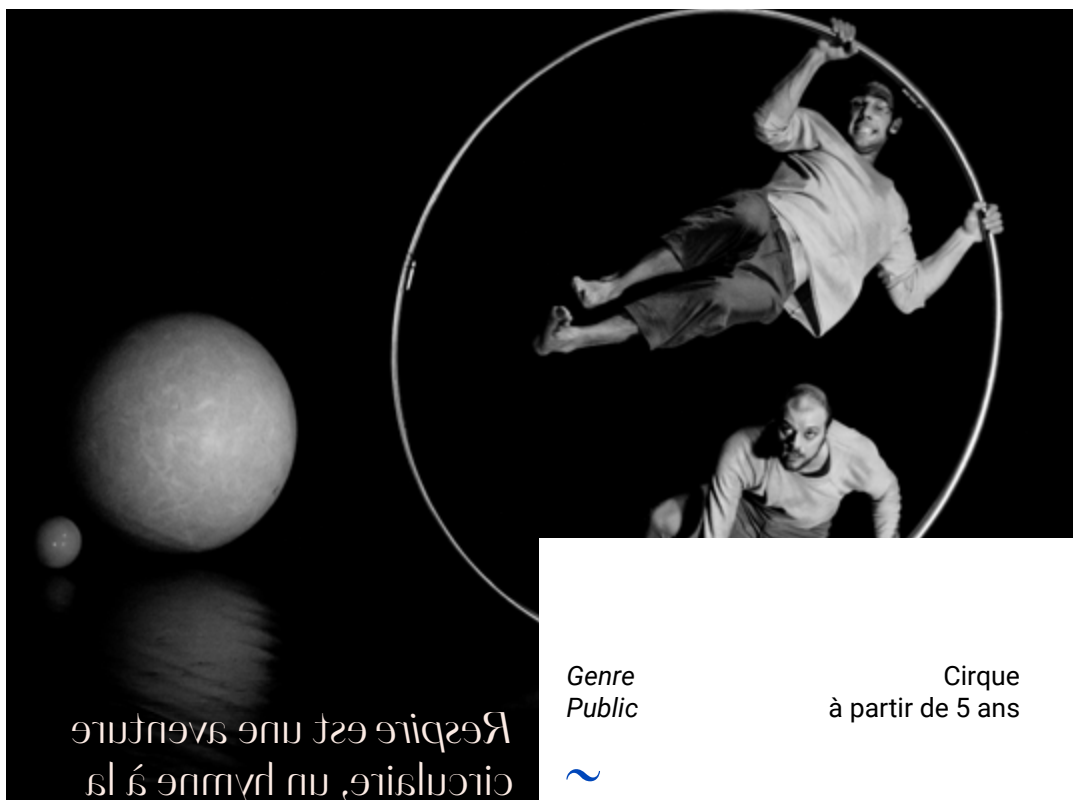 Respire est une aventure
circulaire, un hymne à la
Genre Cirque
Public à partir de 5 ans
~